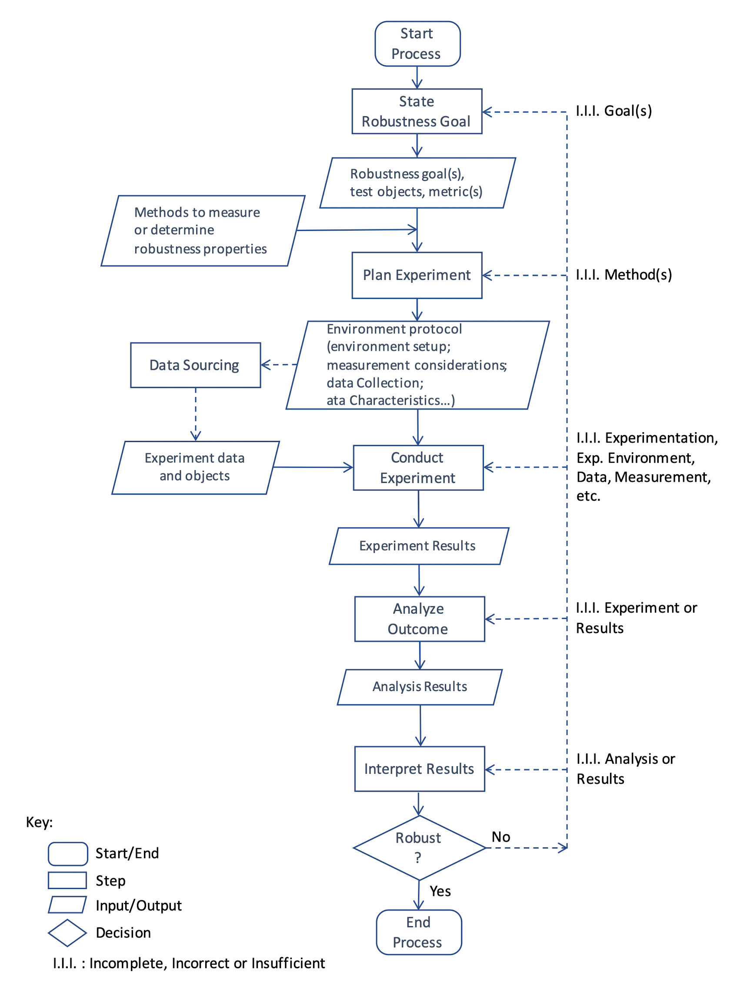 Start
Process
State
Robustness Goal
I.I.I. Goal(s)
Robustness goal(s),
test objects, metric(s)
Methods to measure
or determine
robustness properties
Plan Experiment
I.I.I. Method(s)
Environment protocol
(environment setup;
measurement considerations;
data Collection;
ata Characteristics...)
Data Sourcing
Experiment data
and objects
Conduct
Experiment
I.I.I. Experimentation,
Exp. Environment,
Data, Measurement,
etc.
Experiment Results
Analyze
Outcome
I.I.I. Experiment or
Results
Analysis Results
Interpret Results
I.I.I. Analysis or
Results
Robust
?
No
Yes
End
Process
Key:
Start/End
Step
Input/Output
Decision
I.I.I. : Incomplete, Incorrect or Insufficient